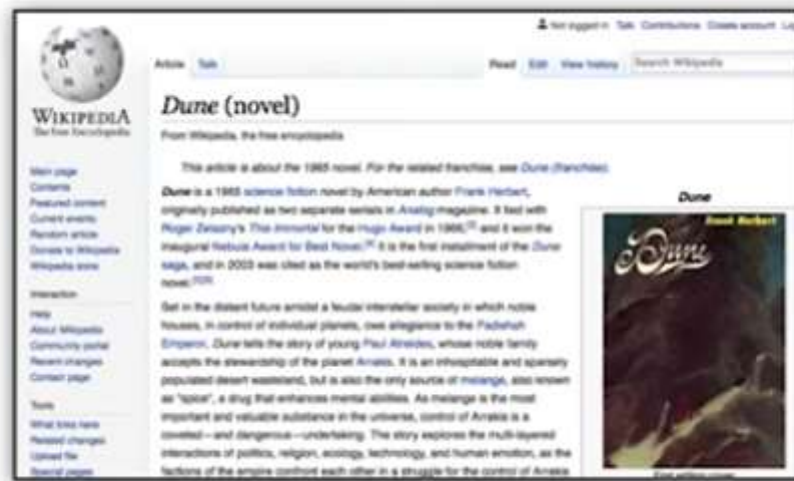 Not logged in Talk Contributions Create account
Article Talk
Read Edit View history Search Wikipedia
WIKIPEDIA
The Free Encyclopedia
Dune (novel)
From Wikipedia, the free encyclopedia
This article is about the 1965 novel. For the related franchise, see Dune (franchise).
Dune is a 1965 science fiction novel by American author Frank Herbert,
originally published as two separate serials in Analog magazine. It tied with
Roger Zelazny's This Immortal for the Hugo Award in 1966, and it won the
inaugural Nebula Award for Best Novel. It is the first installment of the Dune
saga, and in 2003 was cited as the world's best-selling science fiction
novel.
Set in the distant future amidst a feudal interstellar society in which noble
houses, in control of individual planets, owe allegiance to the Padishah
Emperor, Dune tells the story of young Paul Atreides, whose noble family
accepts the stewardship of the planet Arrakis. It is an inhospitable and sparsely
populated desert wasteland, but is also the only source of melange, also known
as "spice", a drug that enhances mental abilities. As melange is the most
important and valuable substance in the universe, control of Arrakis is a
coveted—and dangerous—undertaking. The story explores the multi-layered
interactions of politics, religion, ecology, technology, and human emotion, as the
factions of the empire confront each other in a struggle for the control of Arrakis
Dune
Frank Herbert
Dune
First edition cover
Main page
Contents
Featured content
Current events
Random article
Donate to Wikipedia
Wikipedia store
Interaction
Help
About Wikipedia
Community portal
Recent changes
Contact page
Tools
What links here
Related changes
Upload file
Special pages